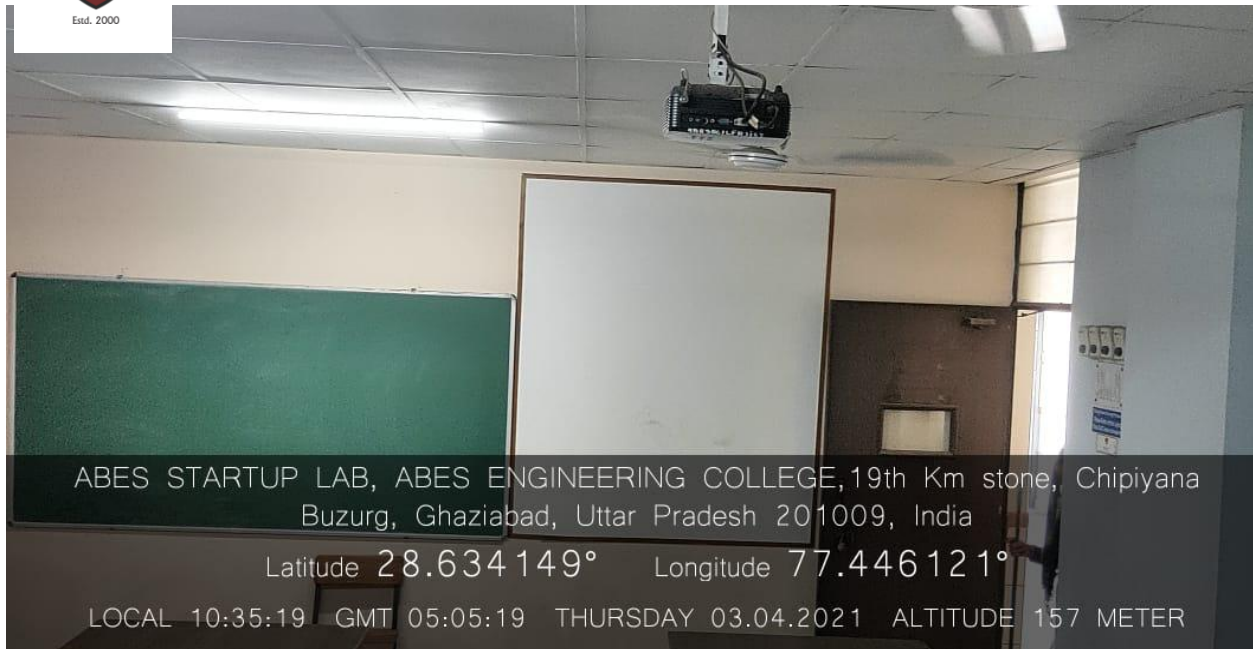 Estd. 2000
ABES STARTUP LAB, ABES ENGINEERING COLLEGE,19th Km stone, Chipiyana
Buzurg, Ghaziabad, Uttar Pradesh 201009, India
Latitude 28.634149° Longitude 77.446121°
LOCAL 10:35:19 GMT 05:05:19 THURSDAY 03.04.2021 ALTITUDE 157 METER